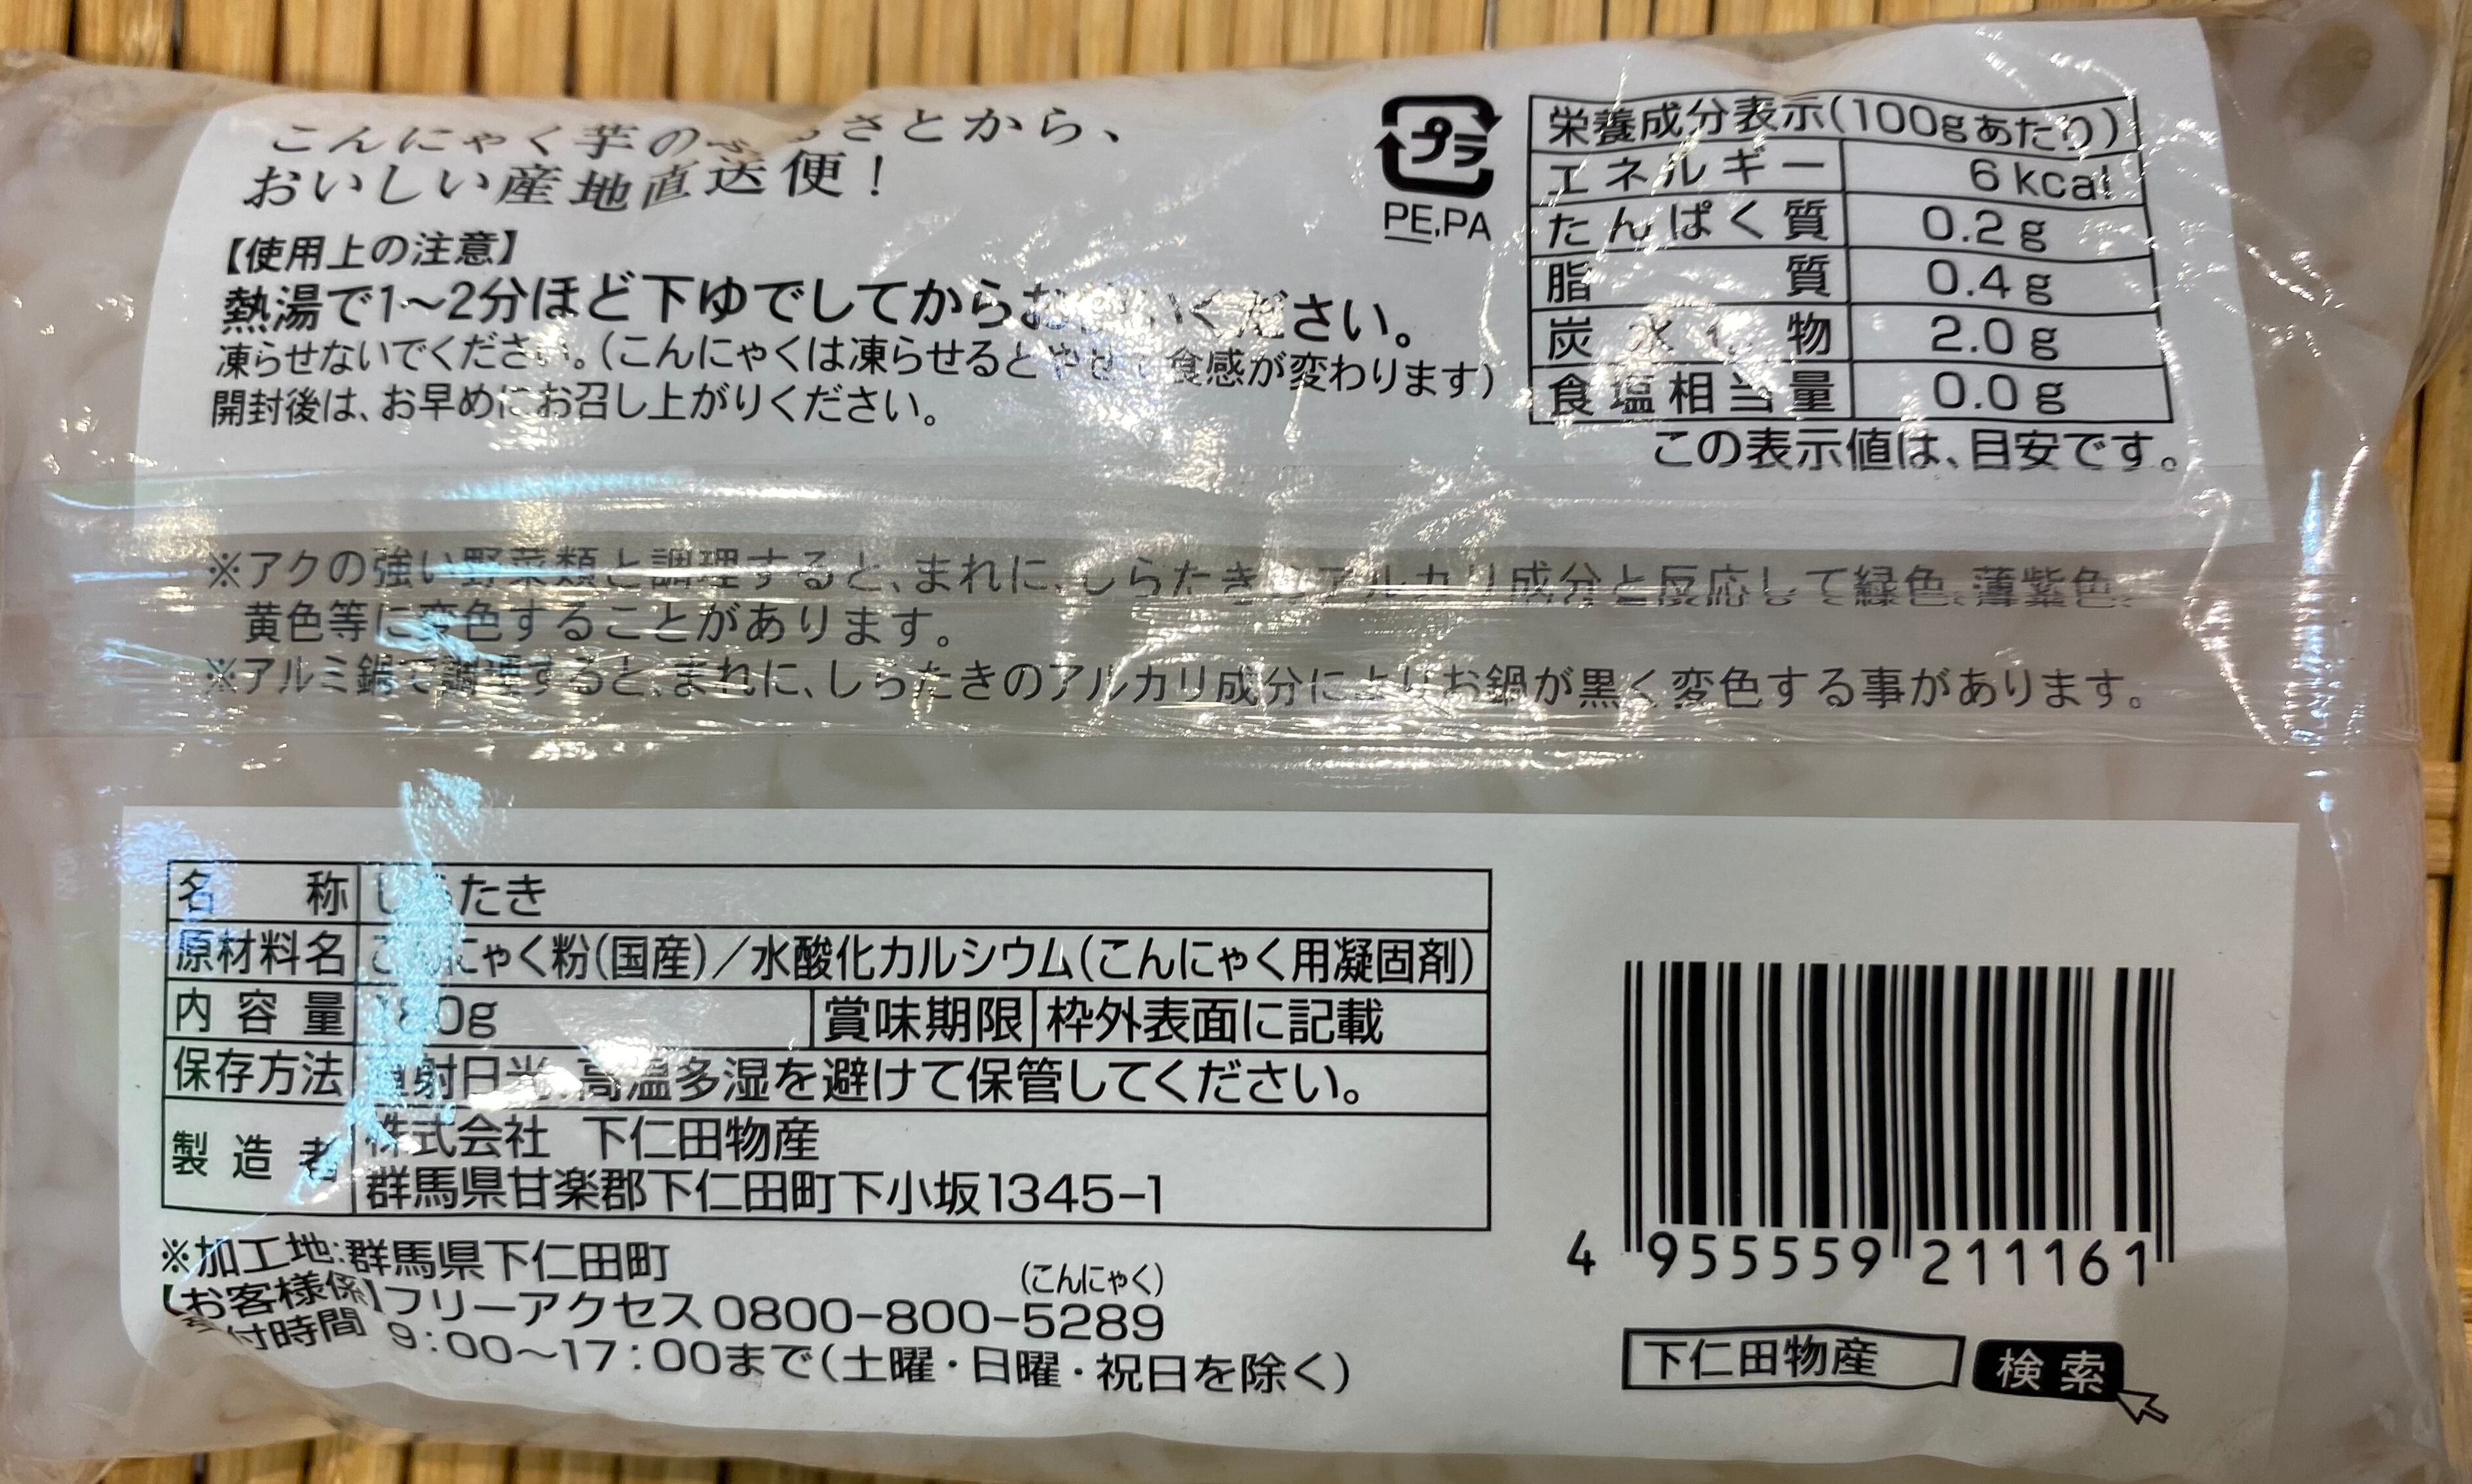 こんにゃく芋のふるさとから、
おいしい産地直送便！
【使用上の注意】
熱湯で1～2分ほど下ゆでしてからお使いください。
凍らせないでください。(こんにゃくは凍らせると 食感が変わります)
開封後は、お早めにお召し上がりください。
プラ
PE,PA
栄養成分表示(100gあたり)
エネルギー 6kcal
たんぱく質 0.2g
脂質 0.4g
炭水化物 2.0g
食塩相当量 0.0g
この表示値は、目安です。
※アクの強い野菜類と調理すると、まれに、しらたきのアルカリ成分と反応して緑色、薄紫色、
黄色等に変色することがあります。
※アルミ鍋で調理すると、まれに、しらたきのアルカリ成分によりお鍋が黒く変色する事があります。
名称 しらたき
原材料名 こんにゃく粉(国産)／水酸化カルシウム(こんにゃく用凝固剤)
内容量 賞味期限 枠外表面に記載
保存方法 直射日光、高温多湿を避けて保管してください。
製造者 株式会社 下仁田物産
群馬県甘楽郡下仁田町下小坂1345-1
※加工地:群馬県下仁田町
(こんにゃく)
【お客様係】フリーアクセス 0800-800-5289
受付時間 9:00～17:00まで(土曜・日曜・祝日を除く)
4 955559 211161
下仁田物産 検索